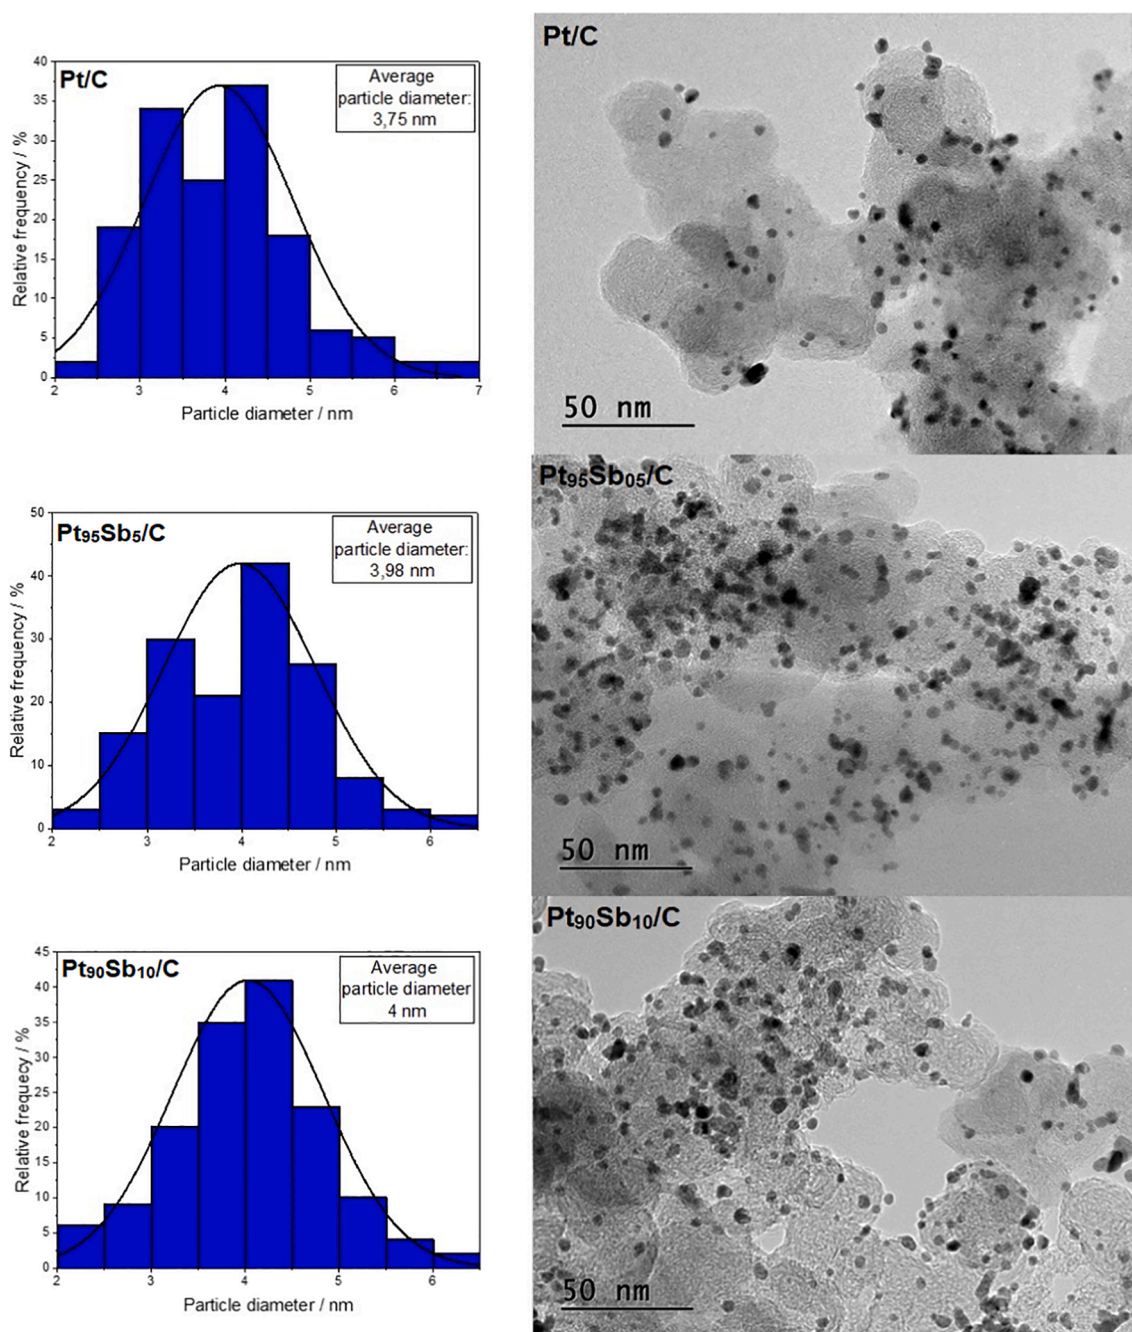 Pt/C
Average
particle diameter:
3,75 nm
40
35
30
25
20
15
10
5
0
Relative frequency / %
2 3 4 5 6 7
Particle diameter / nm
Pt/C
50 nm
Pt₉₅Sb₅/C
Average
particle diameter:
3,98 nm
50
40
30
20
10
0
Relative frequency / %
2 3 4 5 6
Particle diameter / nm
Pt₉₅Sb₀₅/C
50 nm
Pt₉₀Sb₁₀/C
Average
particle diameter
4 nm
45
40
35
30
25
20
15
10
5
0
Relative frequecy / %
2 3 4 5 6
Particle diameter / nm
Pt₉₀Sb₁₀/C
50 nm